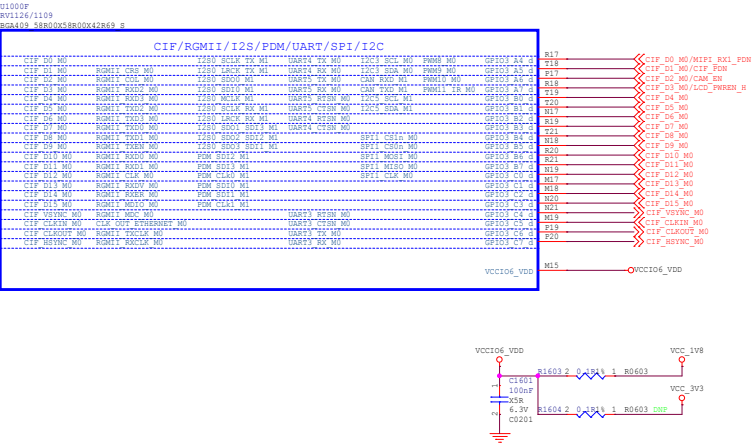 U1000F
RV1126/1109
BGA409_58R00X58R00X42R69_S
CIF/RGMII/I2S/PDM/UART/SPI/I2C
CIF_D0_M0 I2S0_SCLK_TX_M1 UART4_TX_M0 I2C3_SCL_M0 PWM8_M0 GPIO3_A4_d R17 CIF_D0_M0/MIPI_RX1_PDN
CIF_D1_M0 RGMII_CRS_M0 I2S0_LRCK_TX_M1 UART4_RX_M0 I2C3_SDA_M0 PWM9_M0 GPIO3_A5_d T18 CIF_D1_M0/CIF_PDN
CIF_D2_M0 RGMII_COL_M0 I2S0_SDO0_M1 UART5_TX_M0 CAN_RXD_M1 PWM10_M0 GPIO3_A6_d P17 CIF_D2_M0/CAM_EN
CIF_D3_M0 RGMII_RXD2_M0 I2S0_SDI0_M1 UART5_RX_M0 CAN_TXD_M1 PWM11_IR_M0 GPIO3_A7_d R18 CIF_D3_M0/LCD_PWREN_H
CIF_D4_M0 RGMII_RXD3_M0 I2S0_MCLK_M1 UART5_RTSN_M0 I2C5_SCL_M1 GPIO3_B0_d T19 CIF_D4_M0
CIF_D5_M0 RGMII_TXD2_M0 I2S0_SCLK_RX_M1 UART5_CTSN_M0 I2C5_SDA_M1 GPIO3_B1_d T20 CIF_D5_M0
CIF_D6_M0 RGMII_TXD3_M0 I2S0_LRCK_RX_M1 UART4_RTSN_M0 GPIO3_B2_d N17 CIF_D6_M0
CIF_D7_M0 RGMII_TXD0_M0 I2S0_SDO1_SDI3_M1 UART4_CTSN_M0 GPIO3_B3_d R19 CIF_D7_M0
CIF_D8_M0 RGMII_TXD1_M0 I2S0_SDO2_SDI2_M1 SPI1_CS1n_M0 GPIO3_B4_d T21 CIF_D8_M0
CIF_D9_M0 RGMII_TXEN_M0 I2S0_SDO3_SDI1_M1 SPI1_CS0n_M0 GPIO3_B5_d N18 CIF_D9_M0
CIF_D10_M0 RGMII_RXD0_M0 PDM_SDI2_M1 SPI1_MOSI_M0 GPIO3_B6_d R20 CIF_D10_M0
CIF_D11_M0 RGMII_RXD1_M0 PDM_SDI3_M1 SPI1_MISO_M0 GPIO3_B7_d R21 CIF_D11_M0
CIF_D12_M0 RGMII_CLK_M0 PDM_Clk0_M1 SPI1_CLK_M0 GPIO3_C0_d N19 CIF_D12_M0
CIF_D13_M0 RGMII_RXDV_M0 PDM_SDI0_M1 GPIO3_C1_d M17 CIF_D13_M0
CIF_D14_M0 RGMII_RXER_M0 PDM_SDI1_M1 GPIO3_C2_d M18 CIF_D14_M0
CIF_D15_M0 RGMII_MDIO_M0 PDM_CLk1_M1 GPIO3_C3_d N20 CIF_D15_M0
CIF_VSYNC_M0 RGMII_MDC_M0 UART3_RTSN_M0 GPIO3_C4_d N21 CIF_VSYNC_M0
CIF_CLKIN_M0 CLK_OUT_ETHERNET_M0 UART3_CTSN_M0 GPIO3_C5_d M19 CIF_CLKIN_M0
CIF_CLKOUT_M0 RGMII_TXCLK_M0 UART3_TX_M0 GPIO3_C6_d P19 CIF_CLKOUT_M0
CIF_HSYNC_M0 RGMII_RXCLK_M0 UART3_RX_M0 GPIO3_C7_d P20 CIF_HSYNC_M0
VCCIO6_VDD M15 VCCIO6_VDD
VCCIO6_VDD VCC_1V8
R1603 2 0.1R1% 1 R0603
1 C1601
100nF
X5R
VCC_3V3
2 6.3V R1604 2 0.1R1% 1 R0603 DNP
C0201